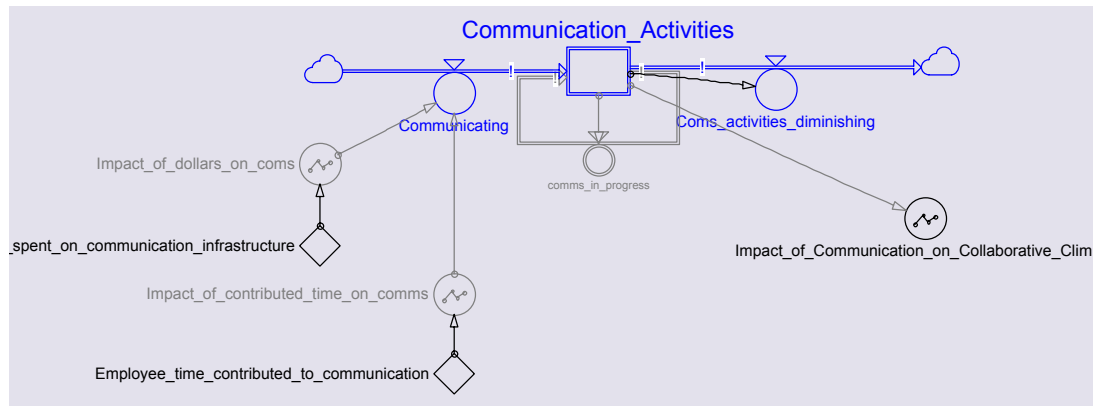 Communication_Activities
! ! ! !
Communicating
Coms_activities_diminishing
Impact_of_dollars_on_coms
comms_in_progress
_spent_on_communication_infrastructure
Impact_of_Communication_on_Collaborative_Clim
Impact_of_contributed_time_on_comms
Employee_time_contributed_to_communication